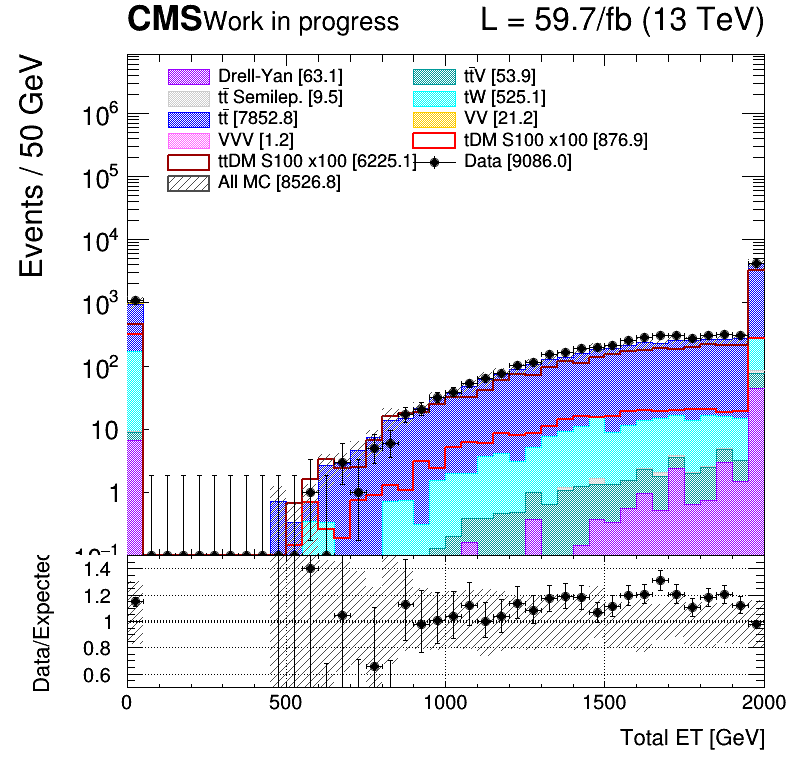 CMS Work in progress L = 59.7/fb (13 TeV)
Events / 50 GeV
Drell-Yan [63.1] tt̄V [53.9]
tt̄ Semilep. [9.5] tW [525.1]
tt̄ [7852.8] VV [21.2]
VVV [1.2] tDM S100 x100 [876.9]
ttDM S100 x100 [6225.1] Data [9086.0]
All MC [8526.8]
10⁶
10⁵
10⁴
10³
10²
10
1
10⁻¹
Data/Expected
1.4
1.2
1
0.8
0.6
0 500 1000 1500 2000
Total ET [GeV]